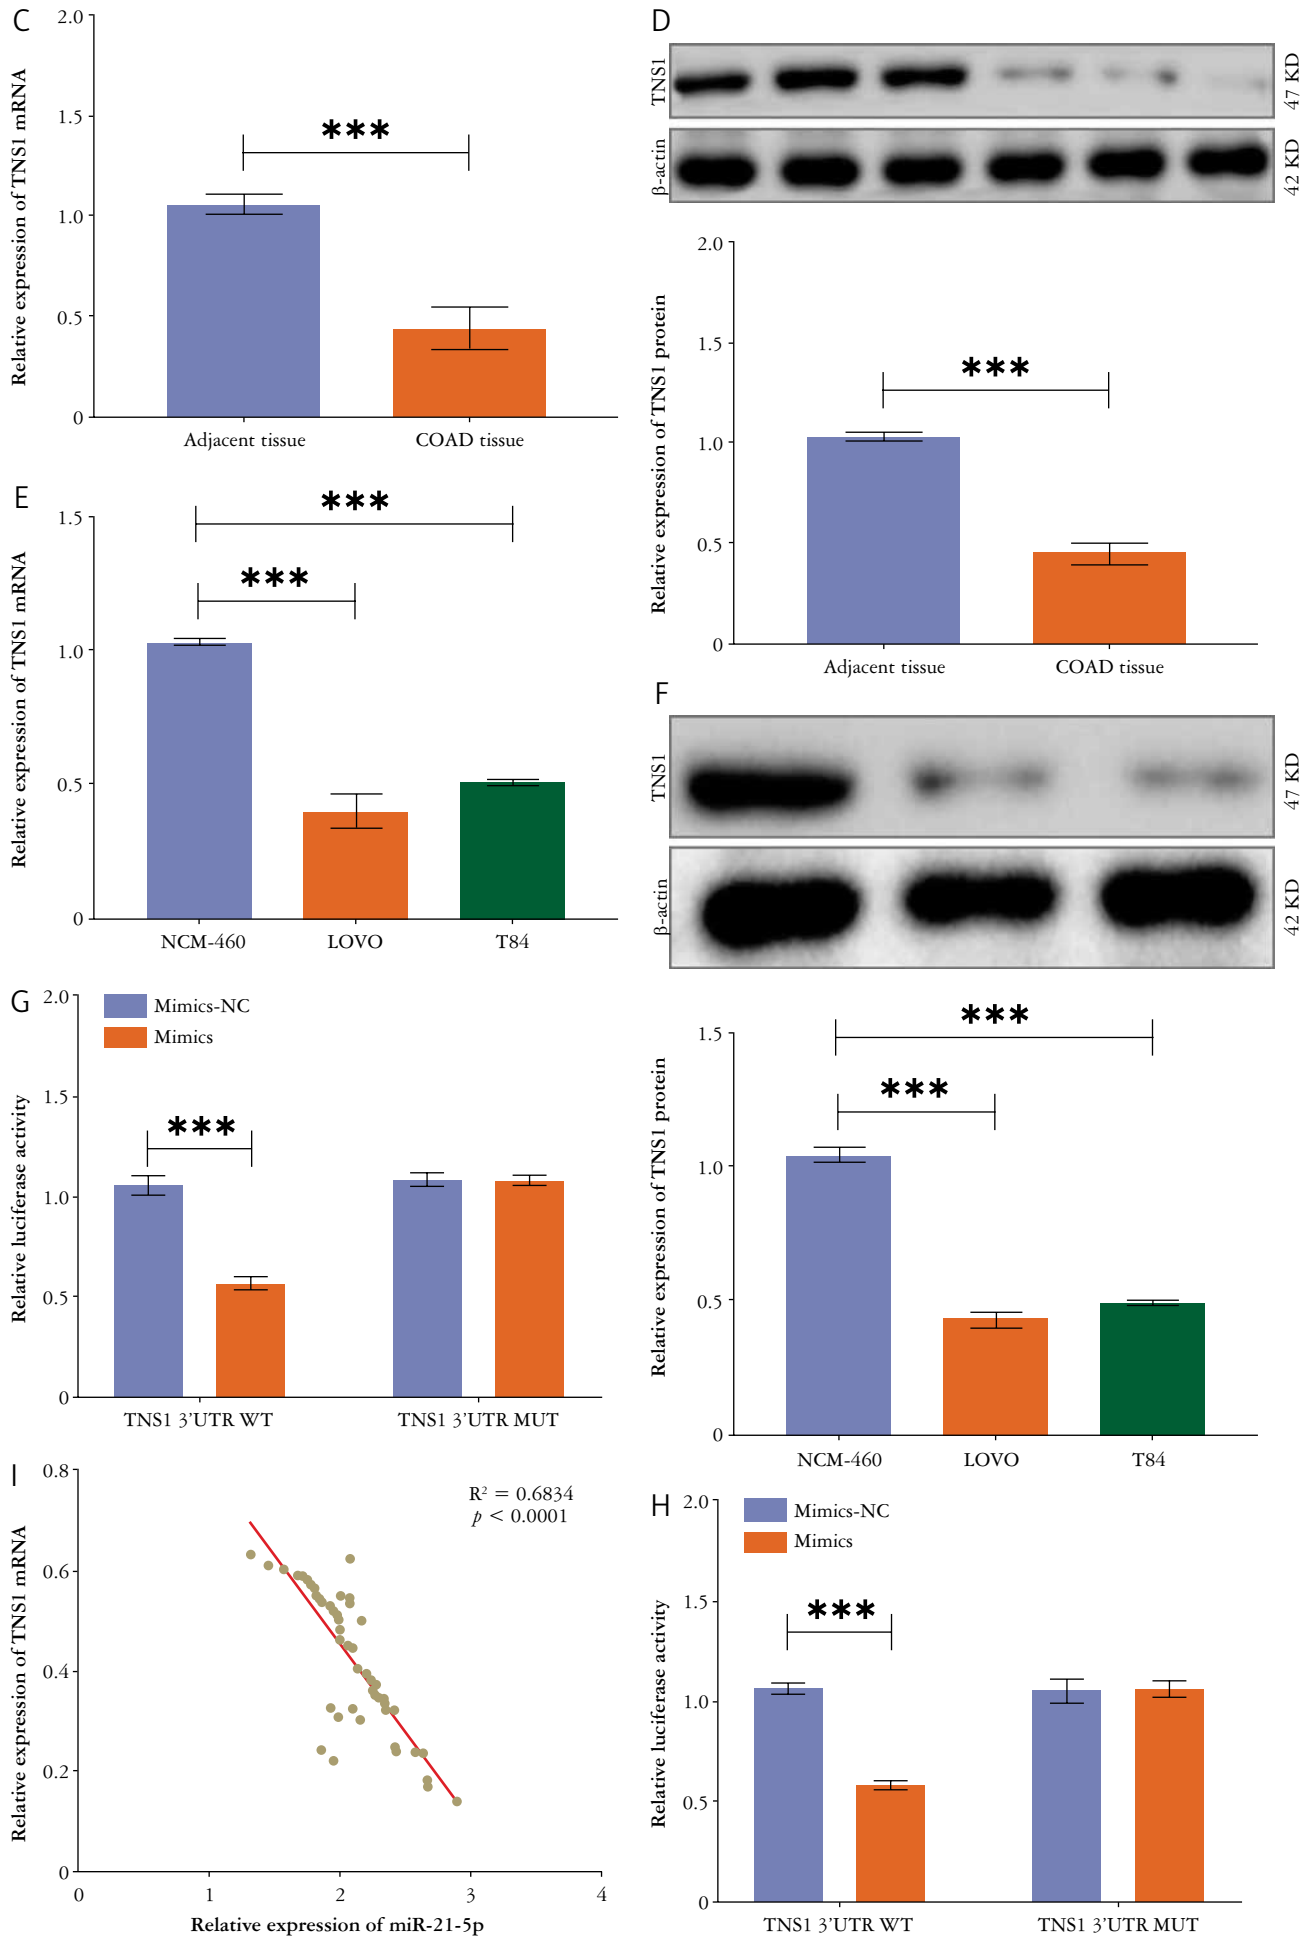 C
Relative expression of TNS1 mRNA
2.0
1.5
1.0
0.5
0
***
Adjacent tissue
COAD tissue
D
TNS1
47 KD
β-actin
42 KD
Relative expression of TNS1 protein
2.0
1.5
1.0
0.5
0
***
Adjacent tissue
COAD tissue
E
Relative expression of TNS1 mRNA
1.5
1.0
0.5
0
***
***
NCM-460
LOVO
T84
F
TNS1
47 KD
β-actin
42 KD
Relative expression of TNS1 protein
1.5
1.0
0.5
0
***
***
NCM-460
LOVO
T84
G
Relative luciferase activity
2.0
1.5
1.0
0.5
0
Mimics-NC
Mimics
***
TNS1 3’UTR WT
TNS1 3’UTR MUT
H
Relative luciferase activity
2.0
1.5
1.0
0.5
0
Mimics-NC
Mimics
***
TNS1 3’UTR WT
TNS1 3’UTR MUT
I
Relative expression of TNS1 mRNA
0.8
0.6
0.4
0.2
0
R² = 0.6834
p < 0.0001
0
1
2
3
4
Relative expression of miR-21-5p